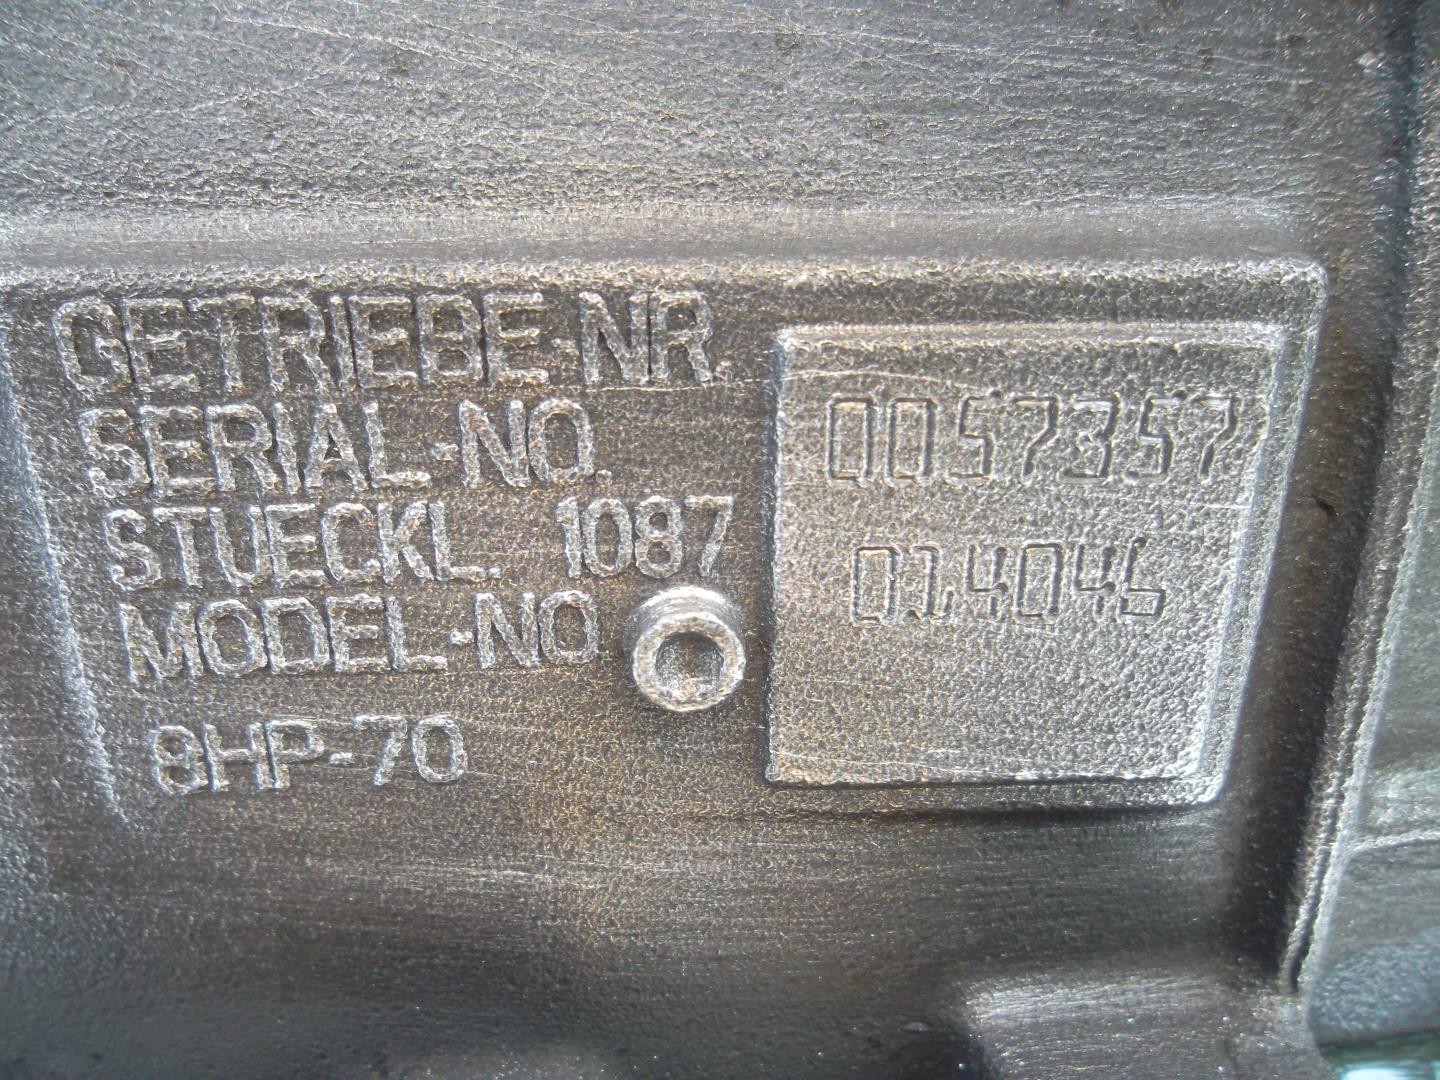 GETRIEBE-NR.
SERIAL-NO. 0057357
STUECKL. 1087
MODEL-NO 014046
8HP-70